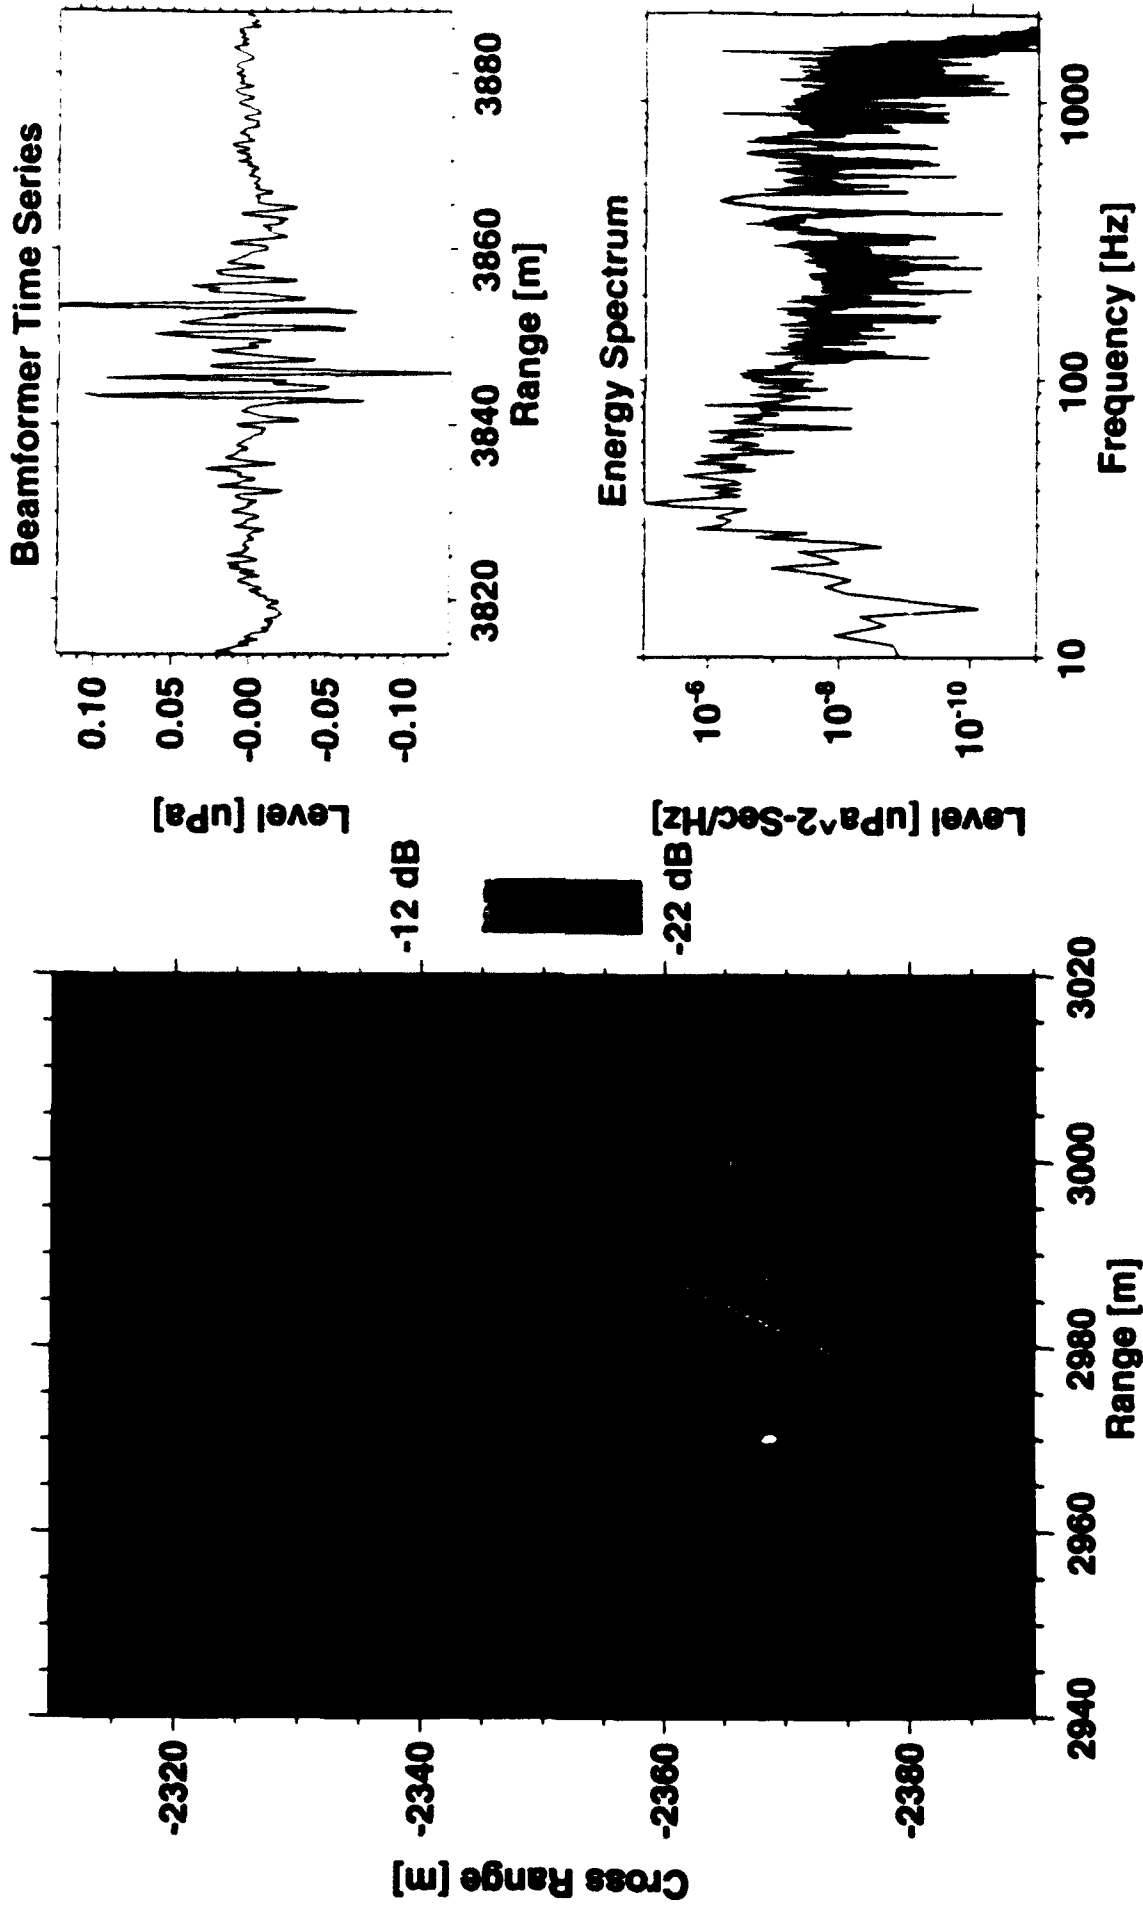 Cross Range [m]
-2320
-2340
-2360
-2380
2940
2960
2980
3000
3020
Range [m]
-12 dB
-22 dB
Beamformer Time Series
Level [uPa]
0.10
0.05
-0.00
-0.05
-0.10
3820
3840
3860
3880
Range [m]
Energy Spectrum
Level [uPa^2-Sec/Hz]
10-6
10-8
10-10
10
100
1000
Frequency [Hz]